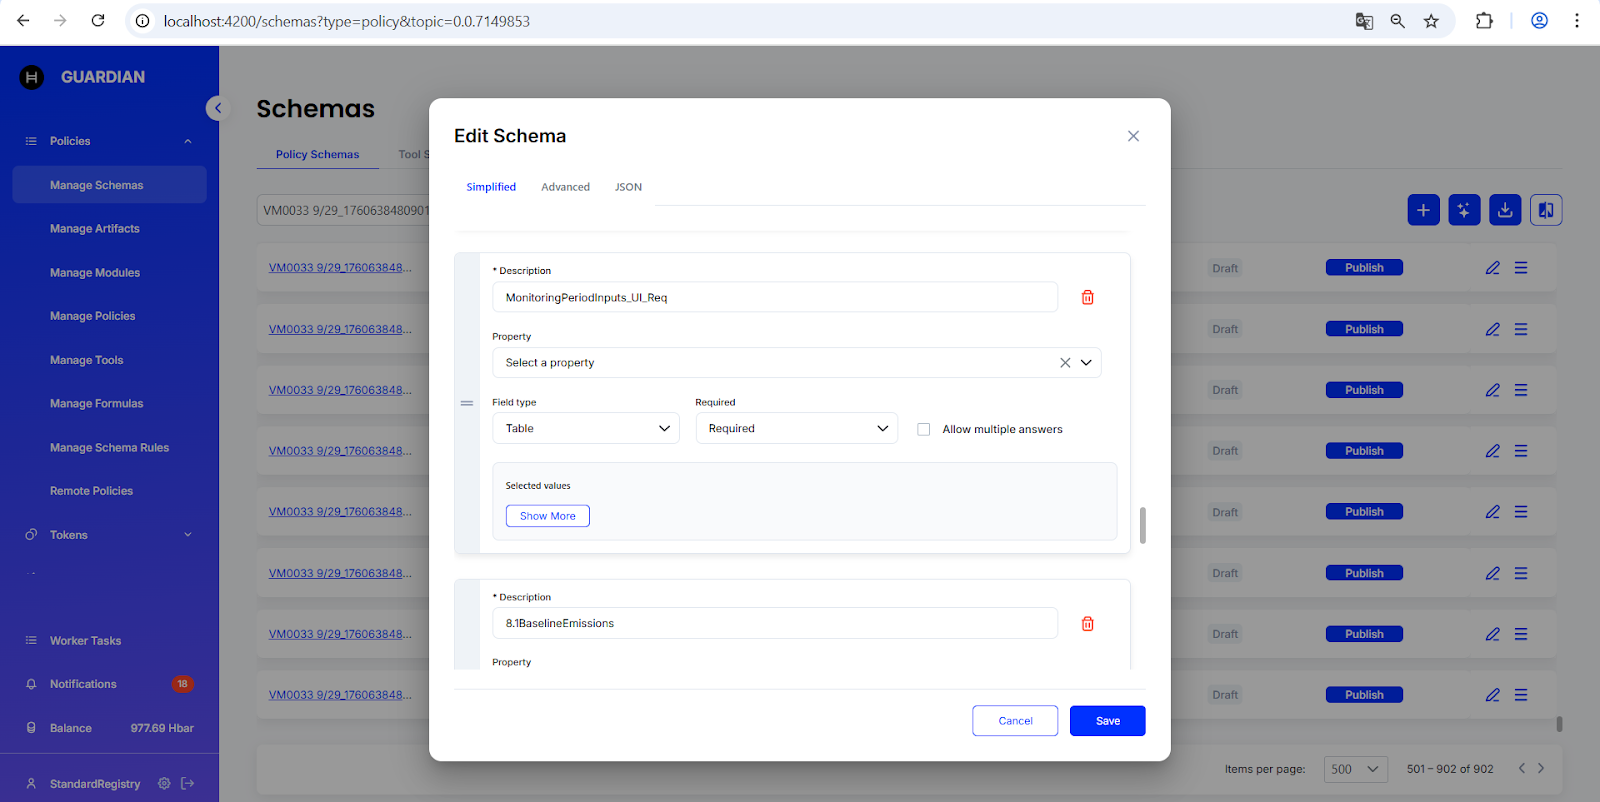 localhost:4200/schemas?type=policy&topic=0.0.7149853
GUARDIAN
Policies
Manage Schemas
Manage Artifacts
Manage Modules
Manage Policies
Manage Tools
Manage Formulas
Manage Schema Rules
Remote Policies
Tokens
Worker Tasks
Notifications 18
Balance 977.69 Hbar
StandardRegistry
Schemas
Policy Schemas Tool S
VM0033 9/29_1760638480901
VM0033 9/29_176063848... Draft Publish
VM0033 9/29_176063848... Draft Publish
VM0033 9/29_176063848... Draft Publish
VM0033 9/29_176063848... Draft Publish
VM0033 9/29_176063848... Draft Publish
VM0033 9/29_176063848... Draft Publish
VM0033 9/29_176063848... Draft Publish
VM0033 9/29_176063848... Draft Publish
Items per page: 500 501 – 902 of 902
Edit Schema
Simplified Advanced JSON
* Description
MonitoringPeriodInputs_UI_Req
Property
Select a property
Field type Required
Table Required Allow multiple answers
Selected values
Show More
* Description
8.1BaselineEmissions
Property
Cancel Save